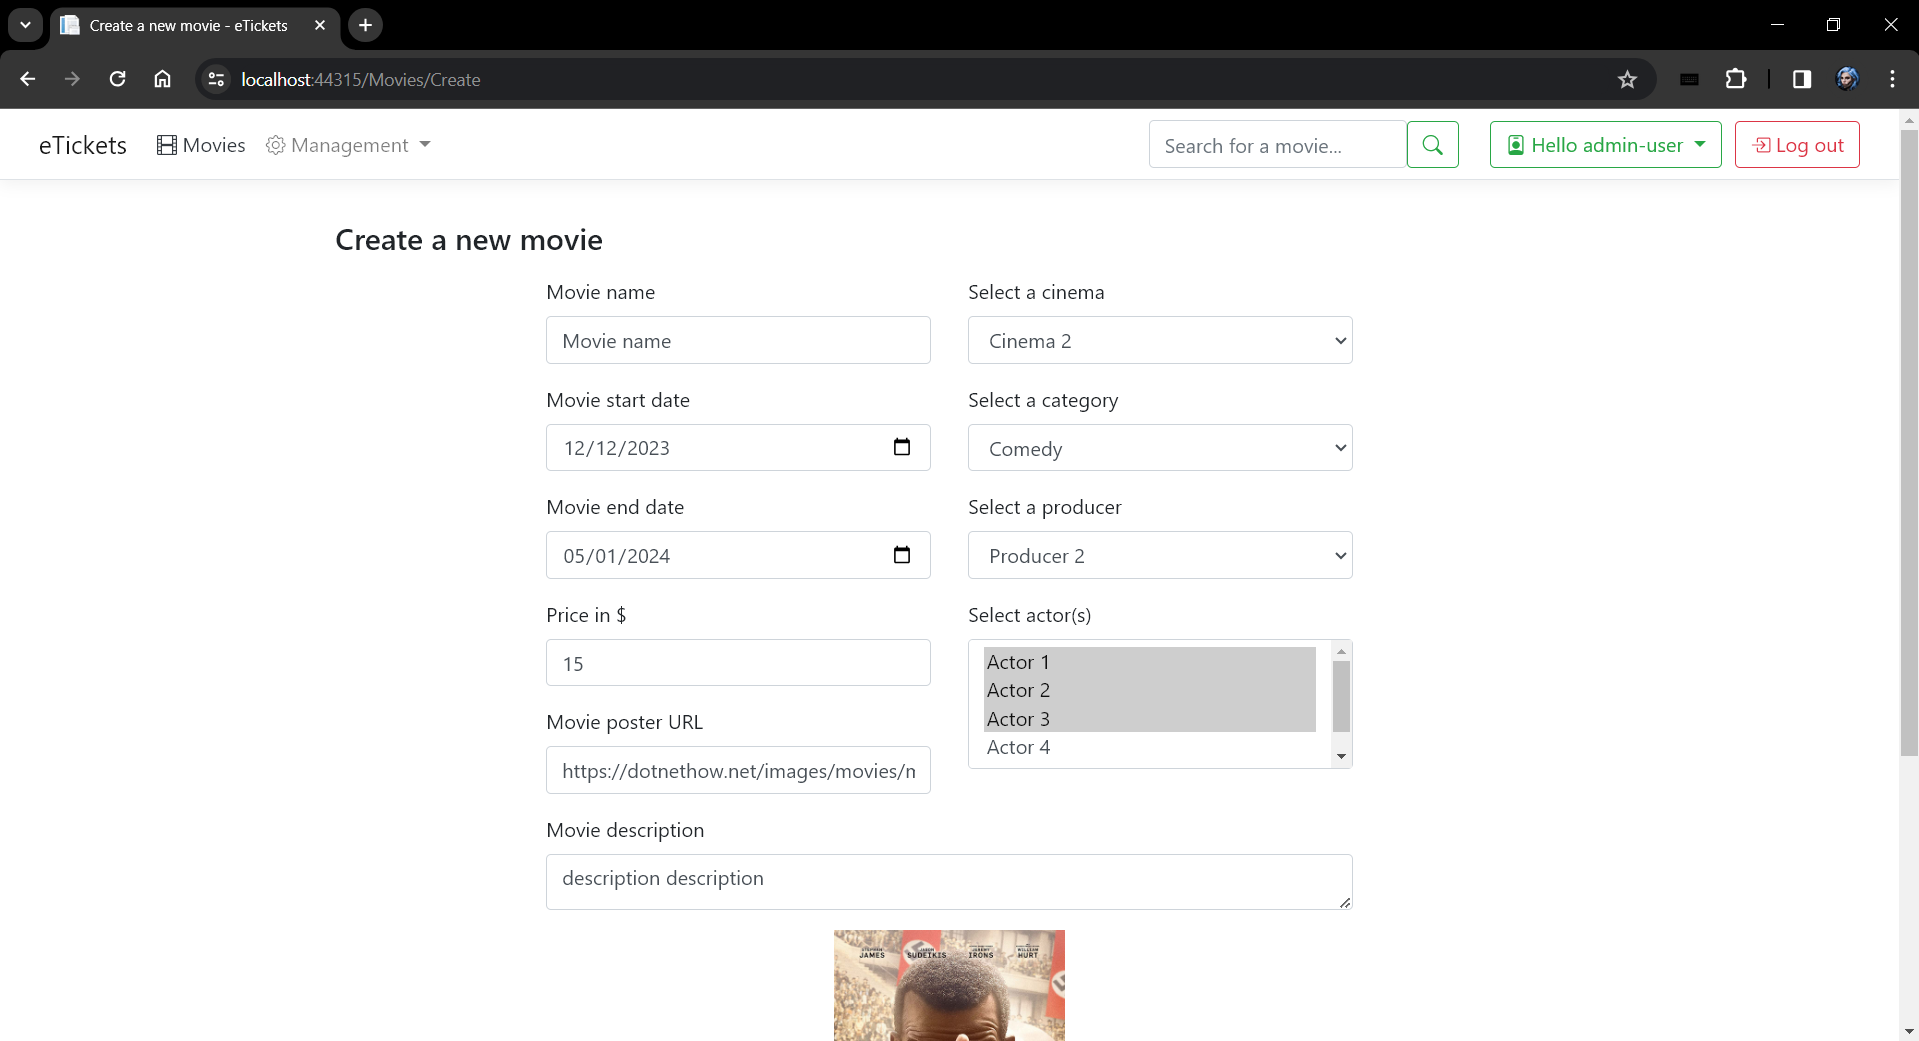 Create a new movie - eTickets
localhost:44315/Movies/Create
eTickets Movies Management Search for a movie... Hello admin-user Log out
Create a new movie
Movie name
Movie name
Movie start date
12/12/2023
Movie end date
05/01/2024
Price in $
15
Movie poster URL
https://dotnethow.net/images/movies/m
Select a cinema
Cinema 2
Select a category
Comedy
Select a producer
Producer 2
Select actor(s)
Actor 1
Actor 2
Actor 3
Actor 4
Movie description
description description
JAMES SUDEIKIS IRONS HURT